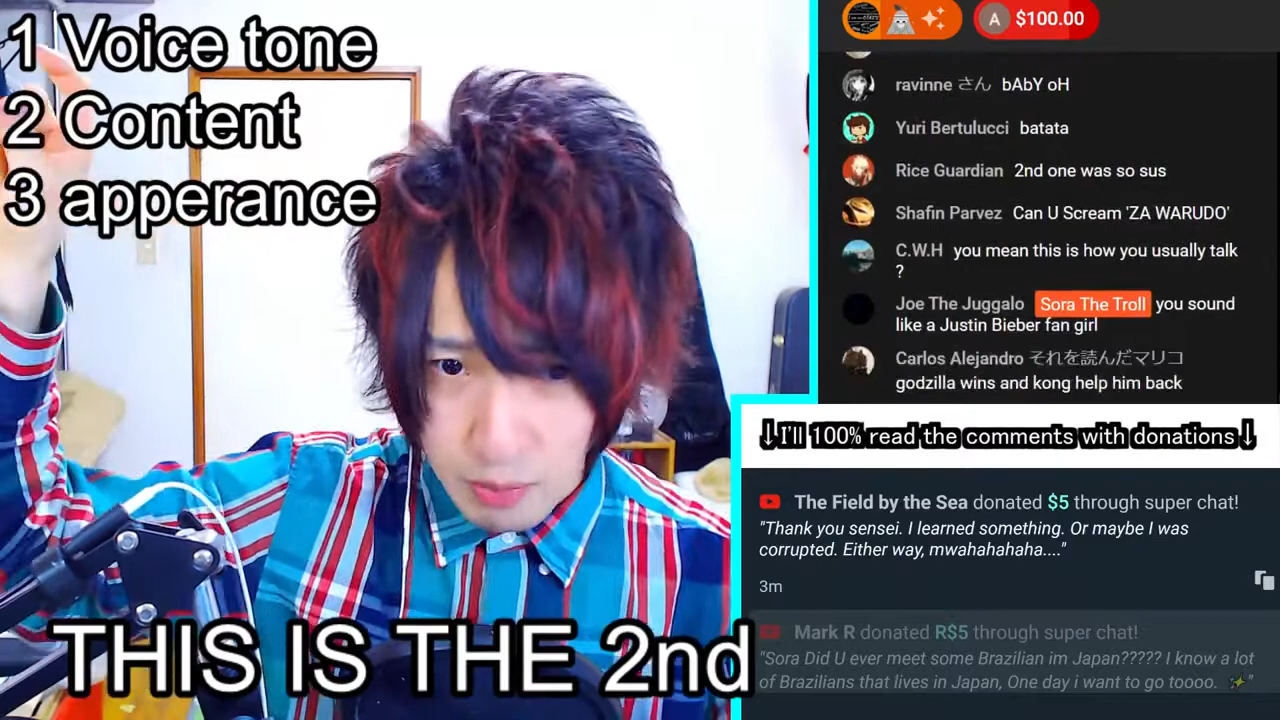 1 Voice tone
2 Content
3 apperance
THIS IS THE 2nd
A $100.00
ravinne さん bAbY oH
Yuri Bertulucci batata
Rice Guardian 2nd one was so sus
Shafin Parvez Can U Scream 'ZA WARUDO'
C.W.H you mean this is how you usually talk
?
Joe The Juggalo Sora The Troll you sound
like a Justin Bieber fan girl
Carlos Alejandro それを読んだマリコ
godzilla wins and kong help him back
↓I'll 100% read the comments with donations↓
The Field by the Sea donated $5 through super chat!
"Thank you sensei. I learned something. Or maybe I was
corrupted. Either way, mwahahahaha...."
3m
Mark R donated R$5 through super chat!
"Sora Did U ever meet some Brazilian im Japan????? I know a lot
of Brazilians that lives in Japan, One day i want to go toooo. ✨"